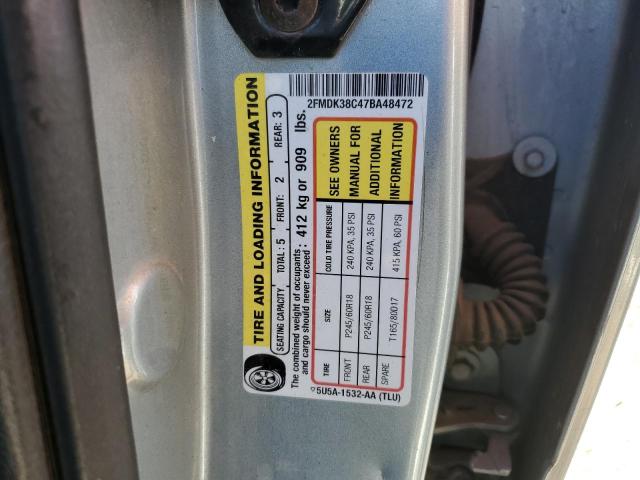 2FMDK38C47BA48472
TIRE AND LOADING INFORMATION
SEATING CAPACITY TOTAL: 5 FRONT: 2 REAR: 3
The combined weight of occupants
and cargo should never exceed : 412 kg or 909 lbs.
TIRE SIZE COLD TIRE PRESSURE SEE OWNERS
FRONT P245/60R18 240 KPA, 35 PSI MANUAL FOR
REAR P245/60R18 240 KPA, 35 PSI ADDITIONAL
SPARE T165/80D17 415 KPA, 60 PSI INFORMATION
5U5A-1532-AA (TLU)